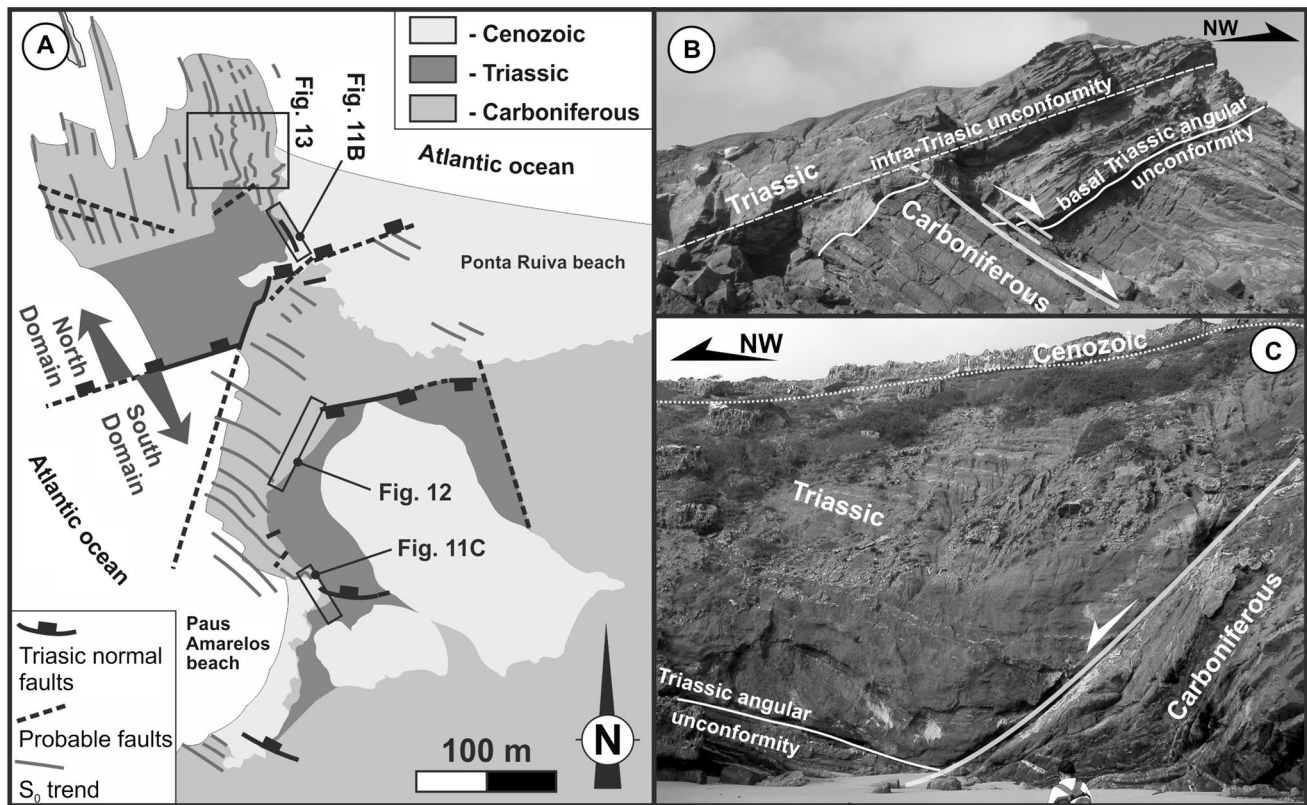 A
- Cenozoic
- Triassic
- Carboniferous
Fig. 13
Fig. 11B
Atlantic ocean
Ponta Ruiva beach
North
Domain
South
Domain
Atlantic ocean
Fig. 12
Fig. 11C
Paus
Amarelos
beach
Triasic normal
faults
Probable faults
S₀ trend
100 m
N
B
NW
intra-Triasic unconformity
Triassic
basal Triassic angular
unconformity
Carboniferous
C
NW
Cenozoic
Triassic
Triassic angular
unconformity
Carboniferous